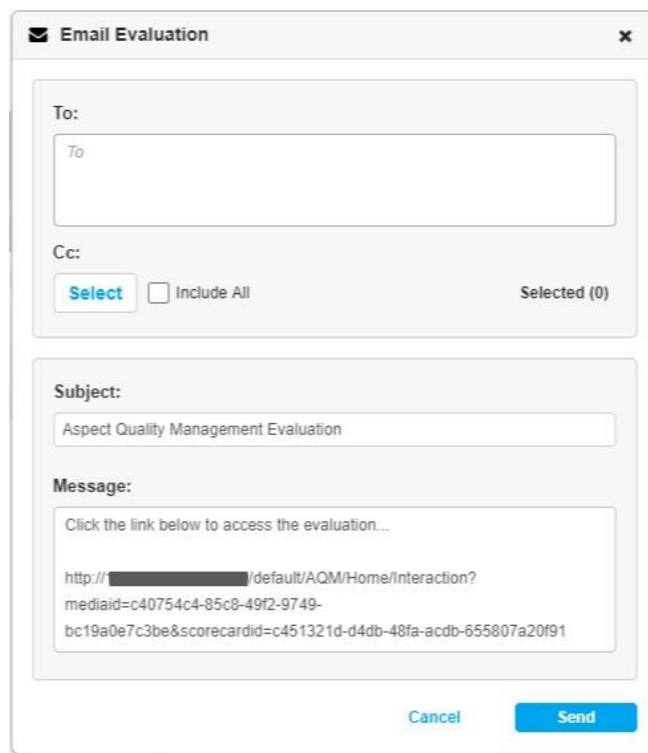 Email Evaluation
To:
To
Cc:
Select Include All Selected (0)
Subject:
Aspect Quality Management Evaluation
Message:
Click the link below to access the evaluation...
http:// /default/AQM/Home/Interaction?
mediaid=c40754c4-85c8-49f2-9749-
bc19a0e7c3be&scorecardid=c451321d-d4db-48fa-acdb-655807a20f91
Cancel Send